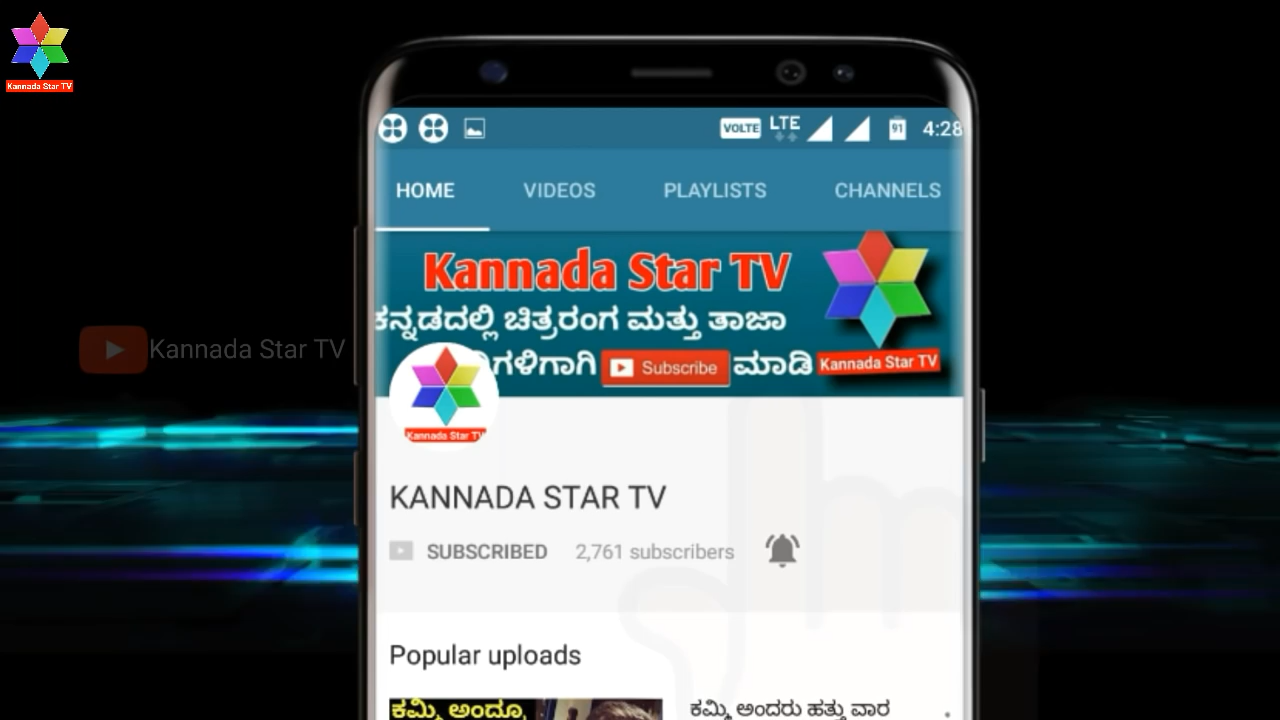 Kannada Star TV
VOLTE LTE 91 4:28
HOME VIDEOS PLAYLISTS CHANNELS
Kannada Star TV
ಕನ್ನಡದಲ್ಲಿ ಚಿತ್ರರಂಗ ಮತ್ತು ತಾಜಾ
ಗಳಿಗಾಗಿ Subscribe ಮಾಡಿ
Kannada Star TV
Kannada Star TV
Kannada Star TV
KANNADA STAR TV
SUBSCRIBED 2,761 subscribers
Popular uploads
ಕಮ್ಮಿ ಅಂದ್ರೂ
ಕಮ್ಮಿ ಅಂದರು ಹತ್ತು ವಾರ